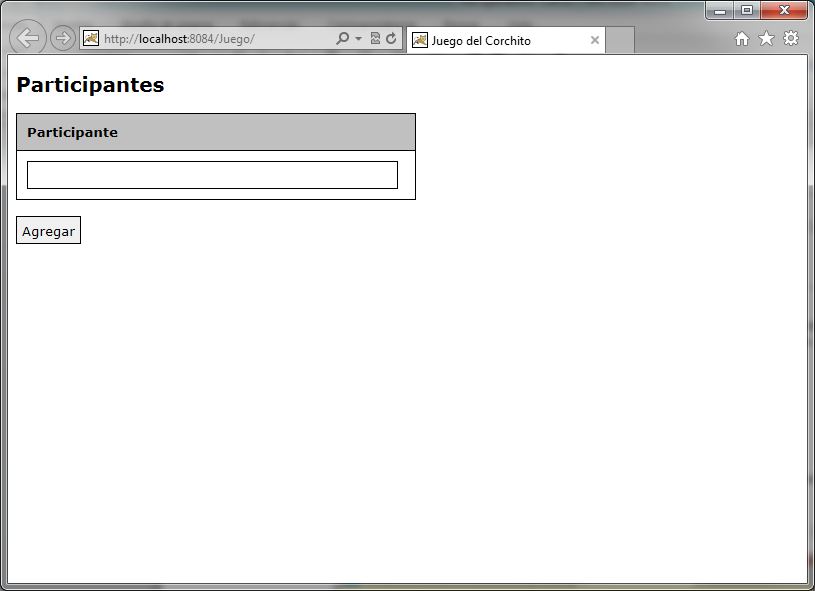 http://localhost:8084/Juego/
Juego del Corchito
Participantes
Participante
Agregar